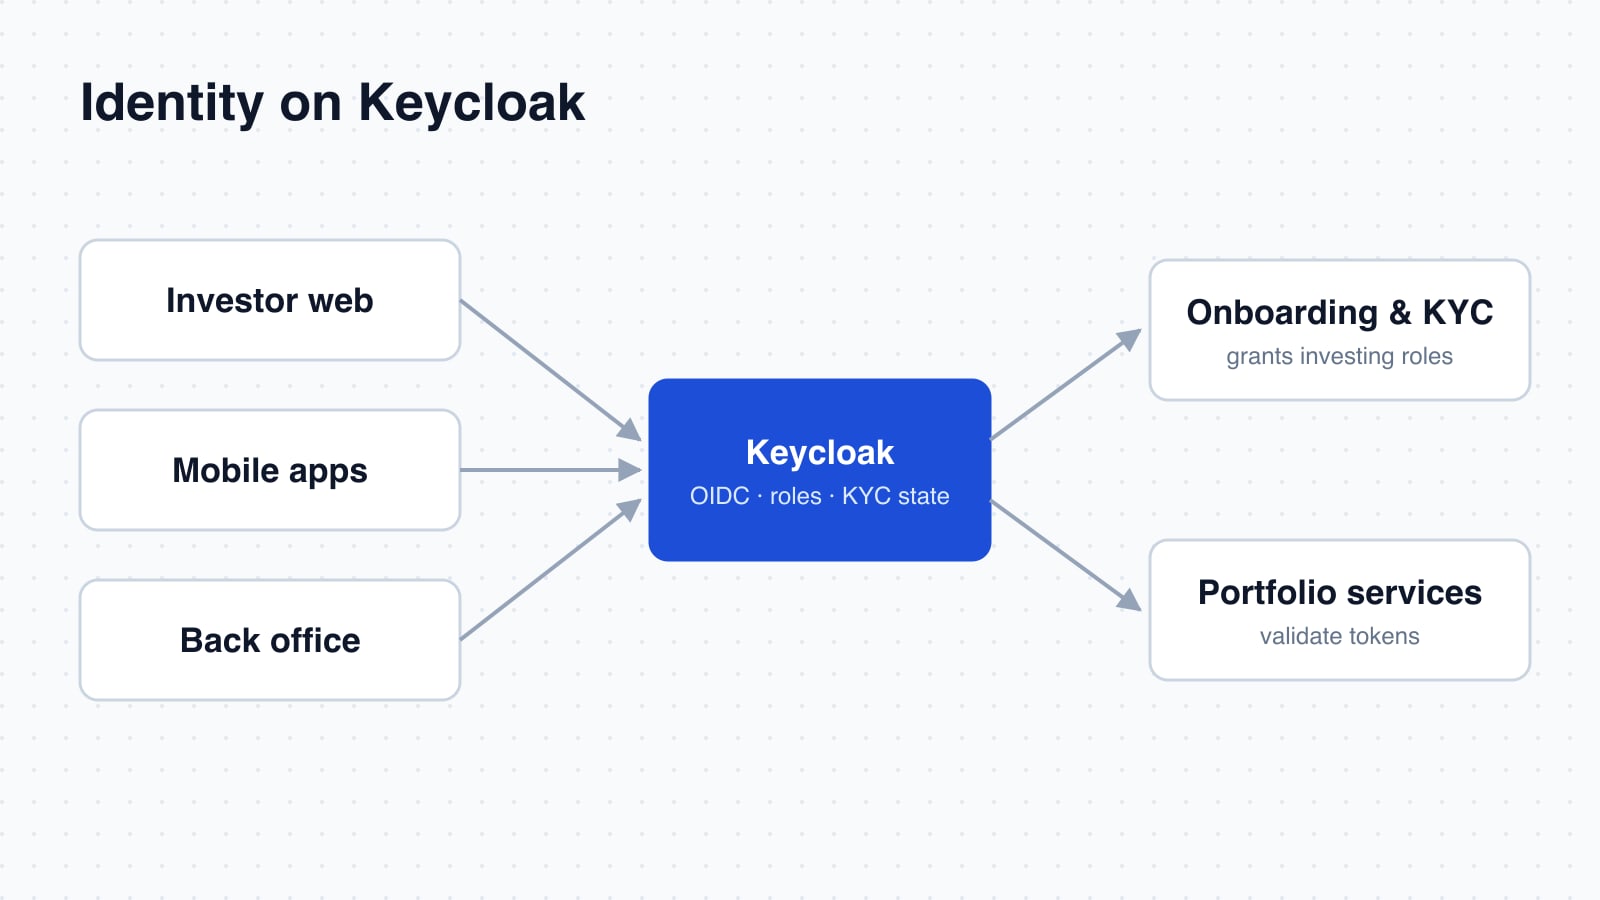 Identity on Keycloak
Investor web
Mobile apps
Back office
Keycloak
OIDC · roles · KYC state
Onboarding & KYC
grants investing roles
Portfolio services
validate tokens